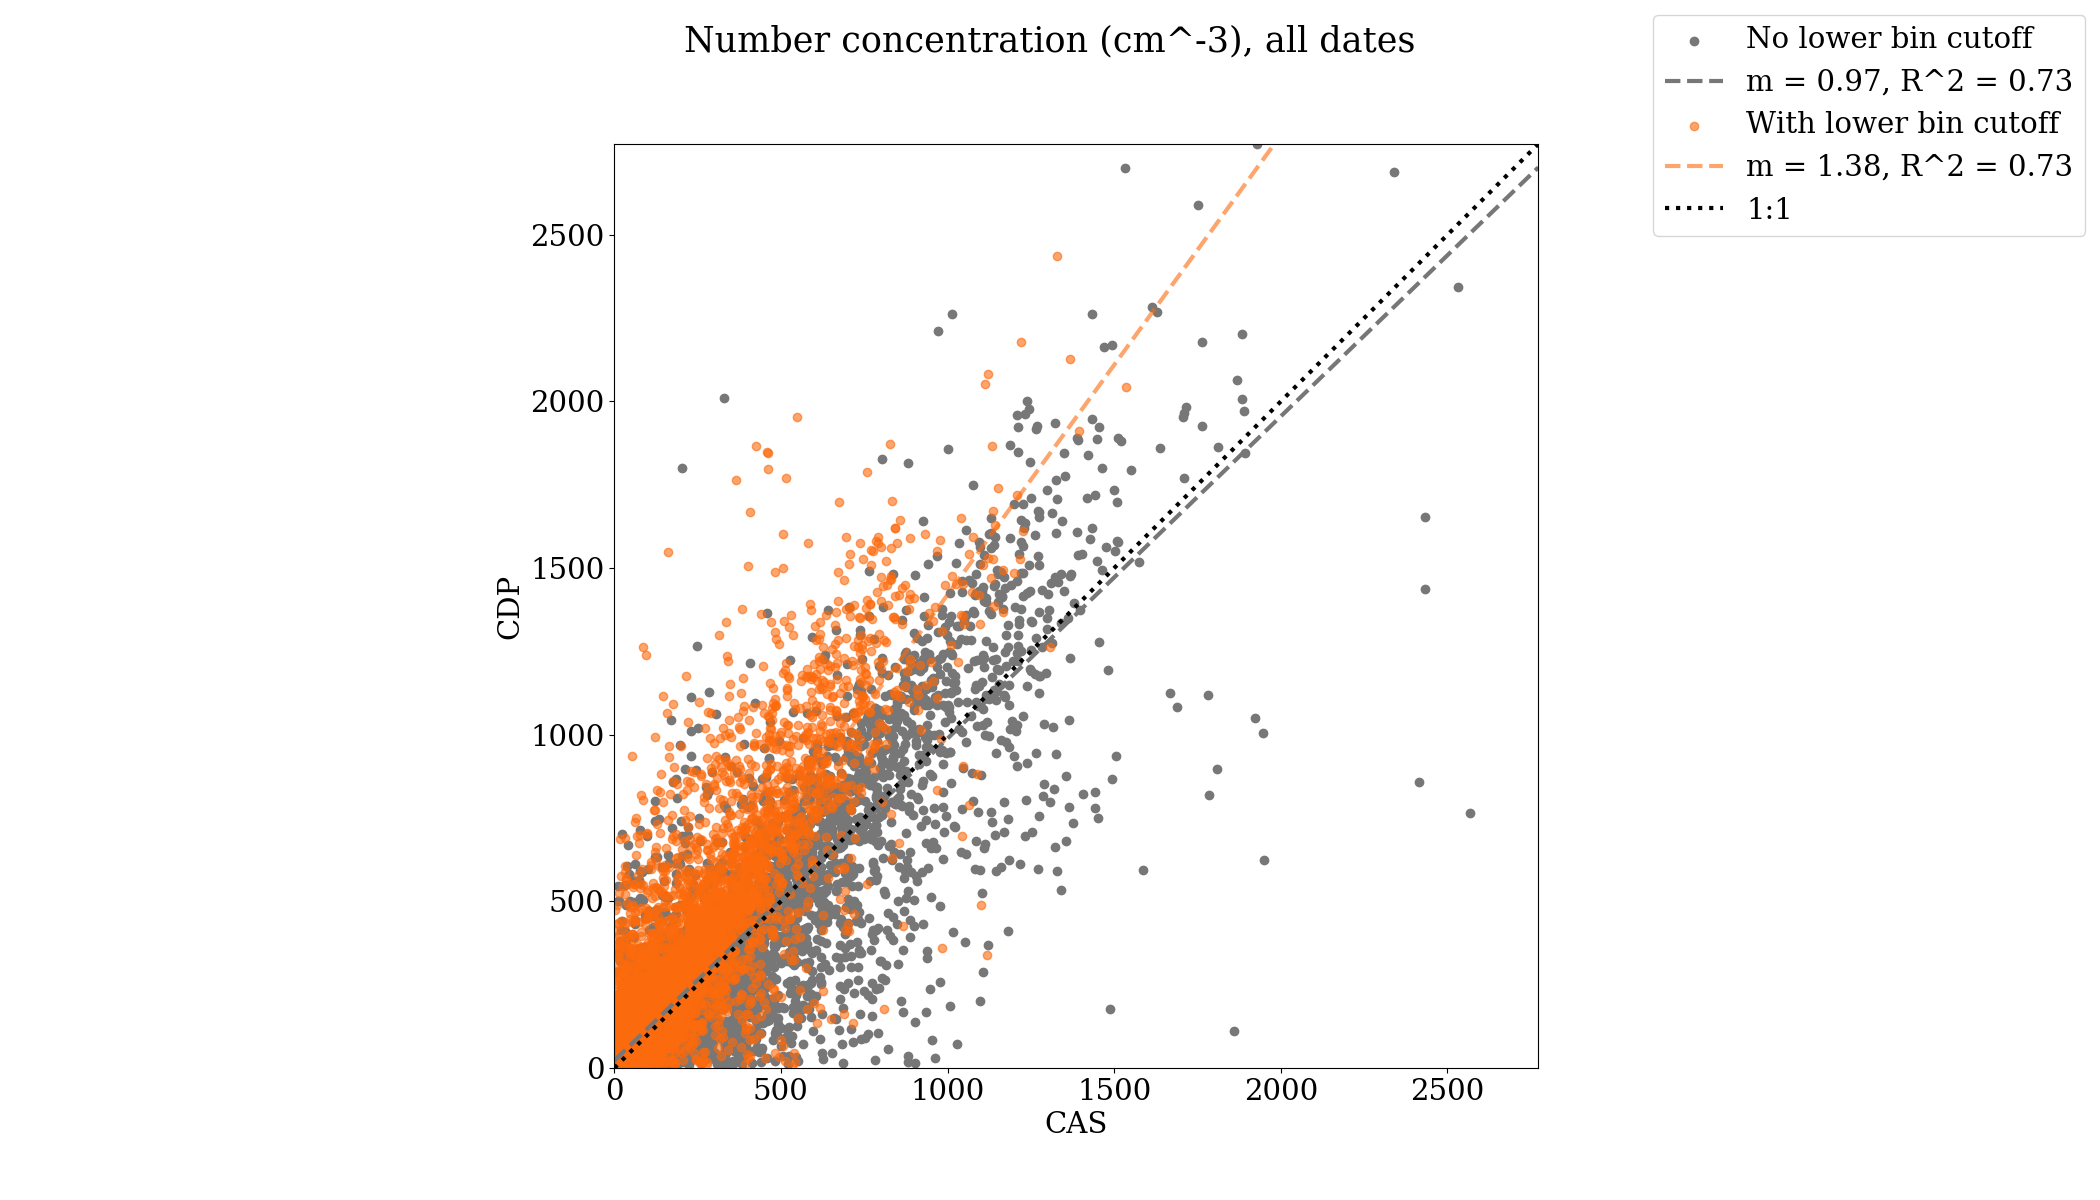 Number concentration (cm^-3), all dates
No lower bin cutoff
m = 0.97, R^2 = 0.73
With lower bin cutoff
m = 1.38, R^2 = 0.73
1:1
2500
2000
1500
1000
500
0
CDP
0 500 1000 1500 2000 2500
CAS